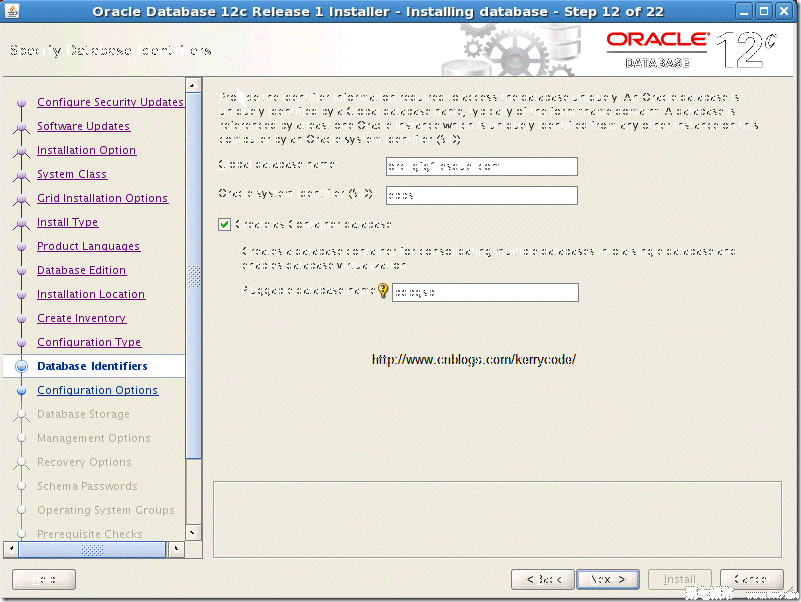 Oracle Database 12c Release 1 Installer - Installing database - Step 12 of 22
Specify Database Identifiers
ORACLE
DATABASE
12c
Configure Security Updates
Software Updates
Installation Option
System Class
Grid Installation Options
Install Type
Product Languages
Database Edition
Installation Location
Create Inventory
Configuration Type
Database Identifiers
Configuration Options
Database Storage
Management Options
Recovery Options
Schema Passwords
Operating System Groups
Prerequisite Checks
Provide the identifier information required to access the database uniquely. An Oracle database is
uniquely identified by a Global database name, typically of the form name.domain. A database is
referenced by at least one Oracle instance which is uniquely identified from any other instance on this
computer by an Oracle system identifier (SID)
Global database name
Oracle system identifier (SID)
Create as Container database
Creates a database container for consolidating multiple databases into a single database and
enables database virtualization.
Pluggable database name
http://www.cnblogs.com/kerrycode/
Help
< Back
Next >
Install
Cancel